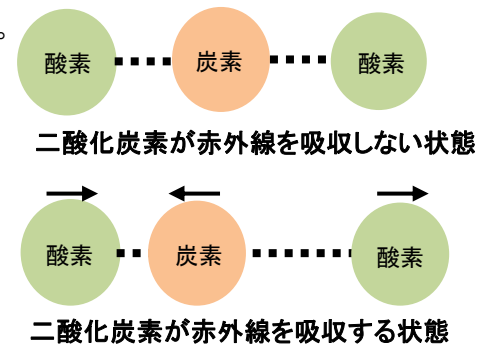 。
酸素 炭素 酸素
二酸化炭素が赤外線を吸収しない状態
酸素 炭素 酸素
二酸化炭素が赤外線を吸収する状態